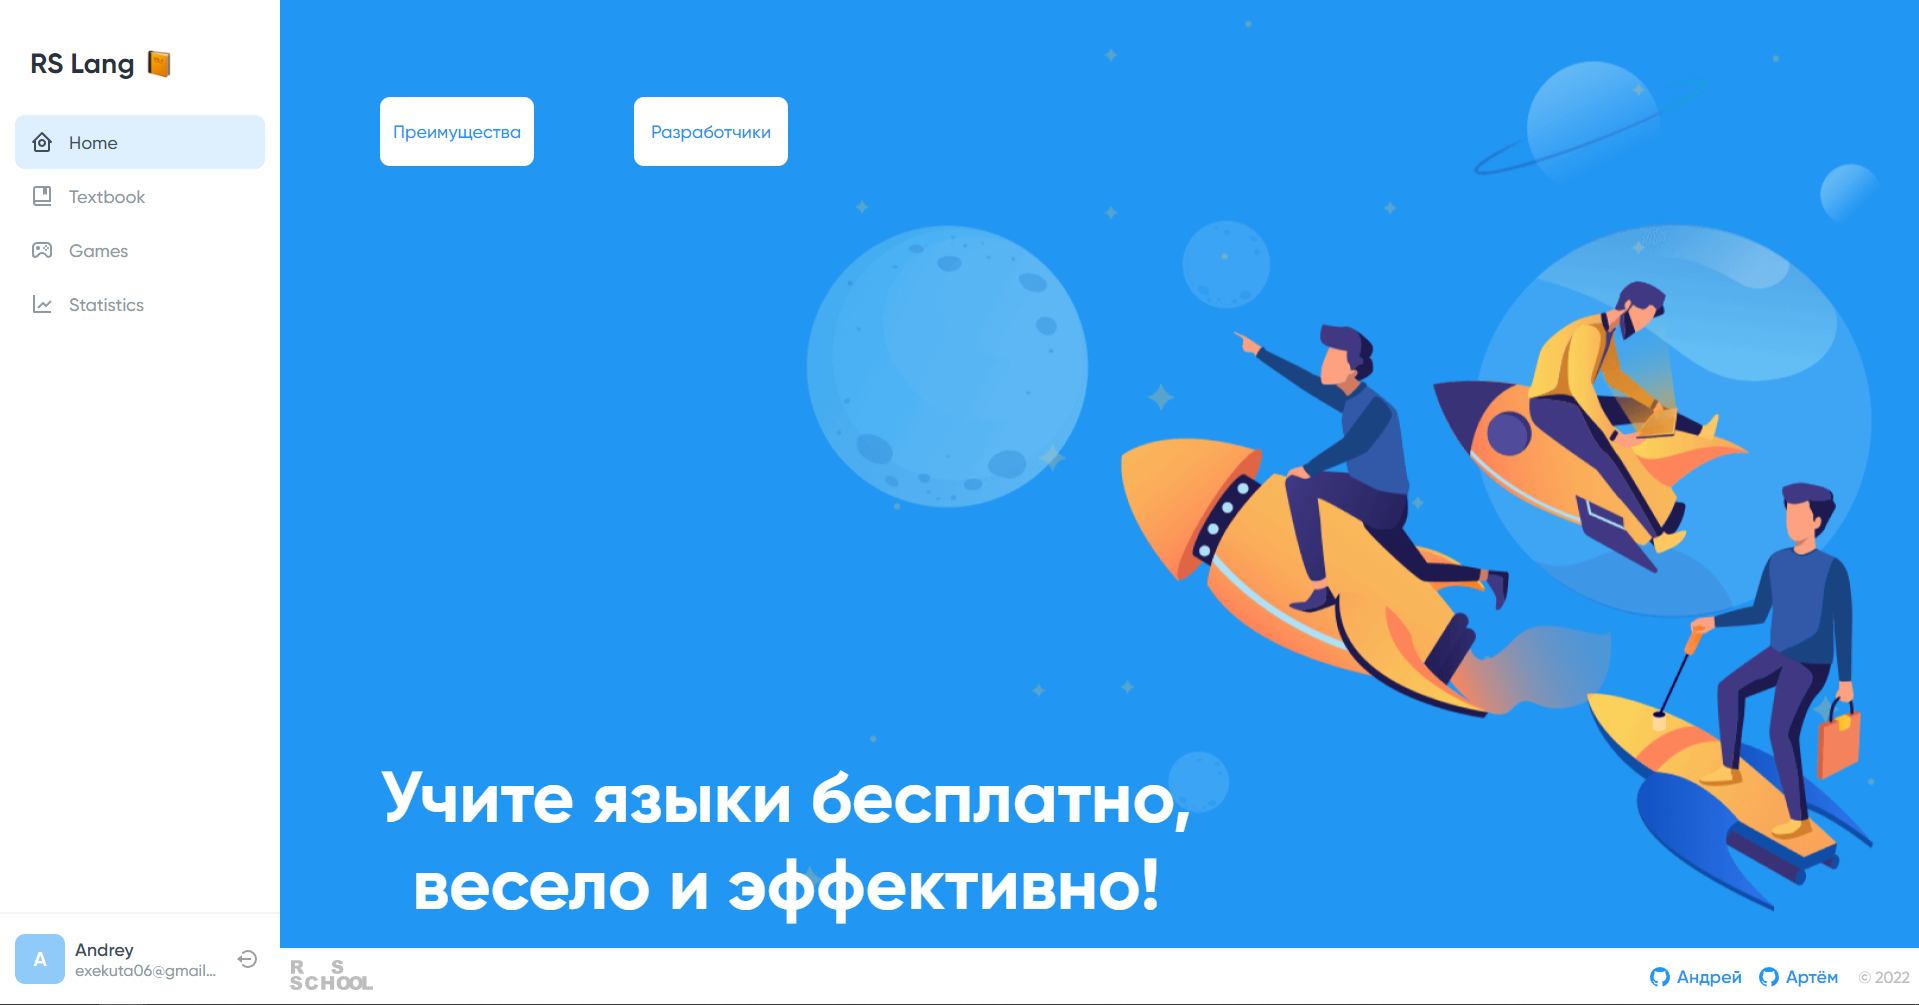 RS Lang
Home
Textbook
Games
Statistics
Преимущества
Разработчики
Учите языки бесплатно,
весело и эффективно!
A
Andrey
exekuta06@gmail...
R S
SCHOOL
Андрей
Артём
© 2022